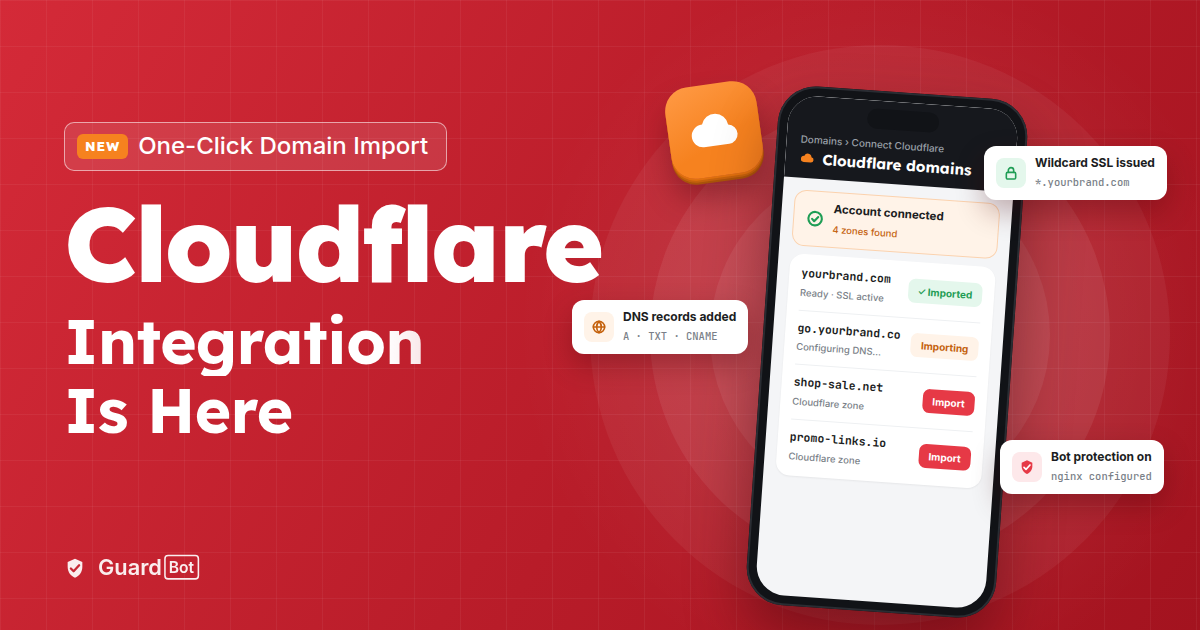 NEW One-Click Domain Import
Cloudflare
Integration
Is Here
GuardBot
Domains › Connect Cloudflare
Cloudflare domains
Account connected
4 zones found
yourbrand.com
Ready · SSL active
✓ Imported
go.yourbrand.co
Configuring DNS...
Importing
shop-sale.net
Cloudflare zone
Import
promo-links.io
Cloudflare zone
Import
Wildcard SSL issued
*.yourbrand.com
DNS records added
A · TXT · CNAME
Bot protection on
nginx configured